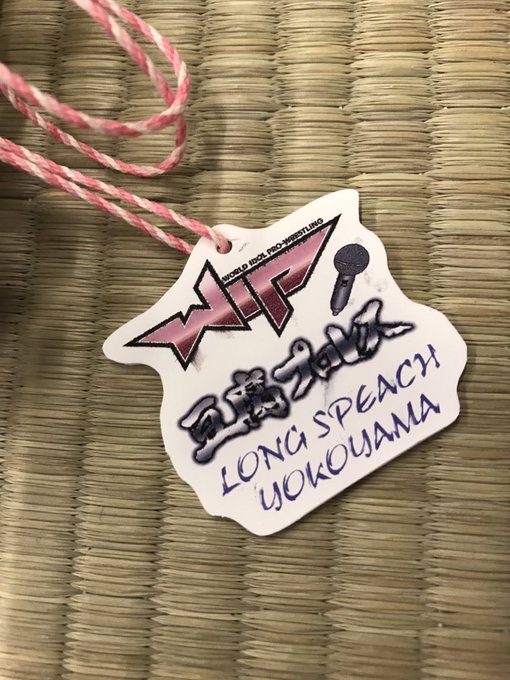 WORLD IDOL PRO-WRESTLING
WIP
豆腐プロレス
LONG SPEACH
YOKOYAMA